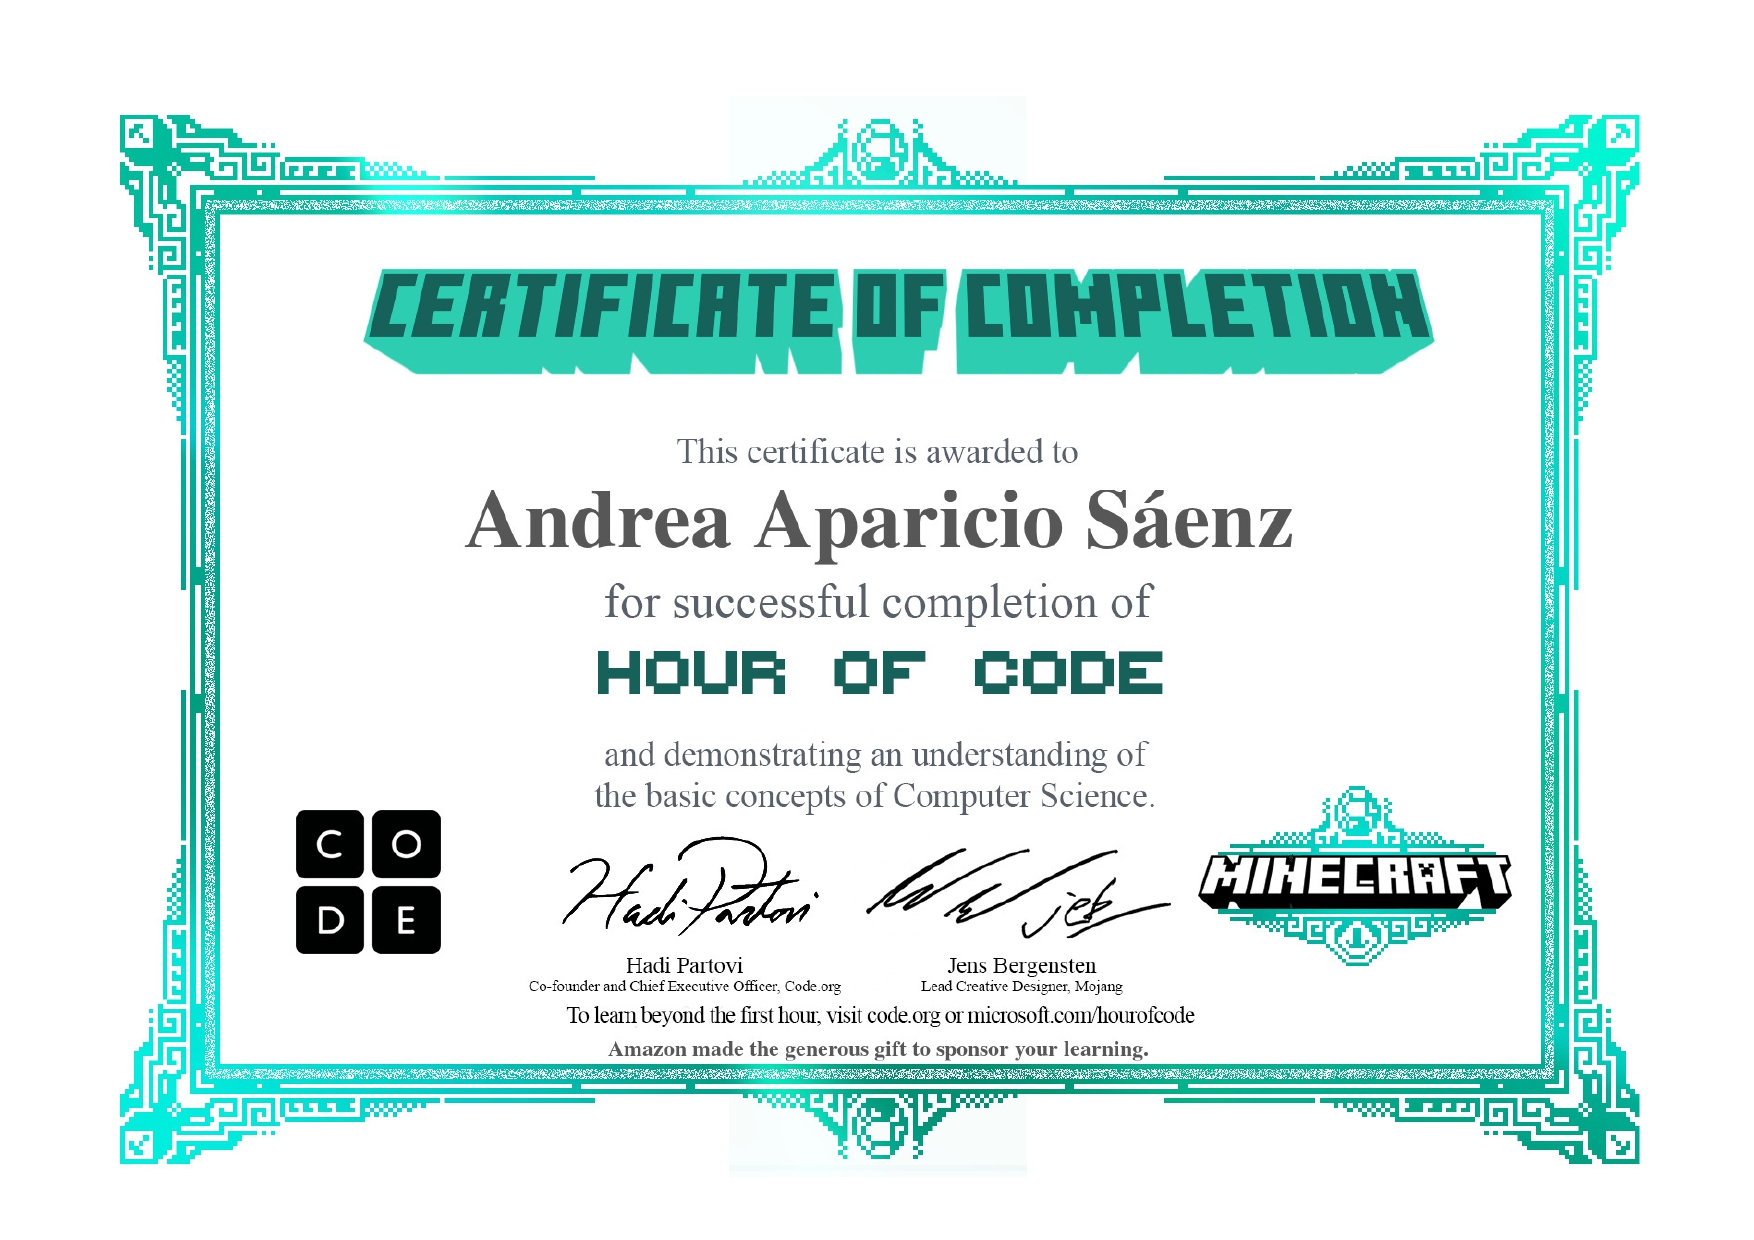 CERTIFICATE OF COMPLETION
This certificate is awarded to
Andrea Aparicio Sáenz
for successful completion of
HOUR OF CODE
and demonstrating an understanding of
the basic concepts of Computer Science.
C O
D E
Hadi Partovi
jeb
MINECRAFT
Hadi Partovi
Co-founder and Chief Executive Officer, Code.org
Jens Bergensten
Lead Creative Designer, Mojang
To learn beyond the first hour, visit code.org or microsoft.com/hourofcode
Amazon made the generous gift to sponsor your learning.